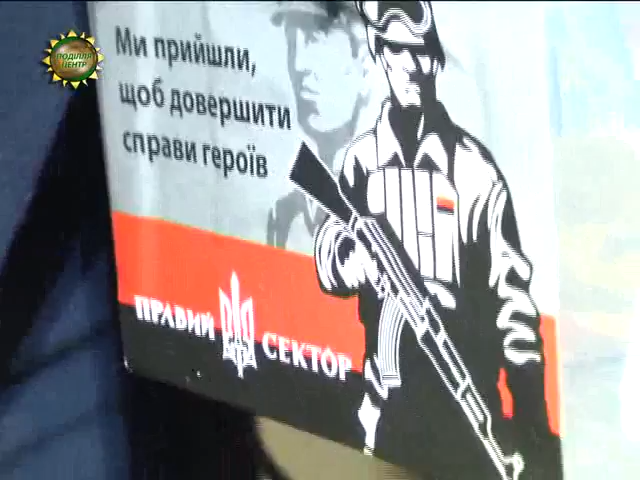 ПОДІЛЛЯ
ЦЕНТР
Ми прийшли,
щоб довершити
справи героїв
ПРАВИЙ СЕКТОР